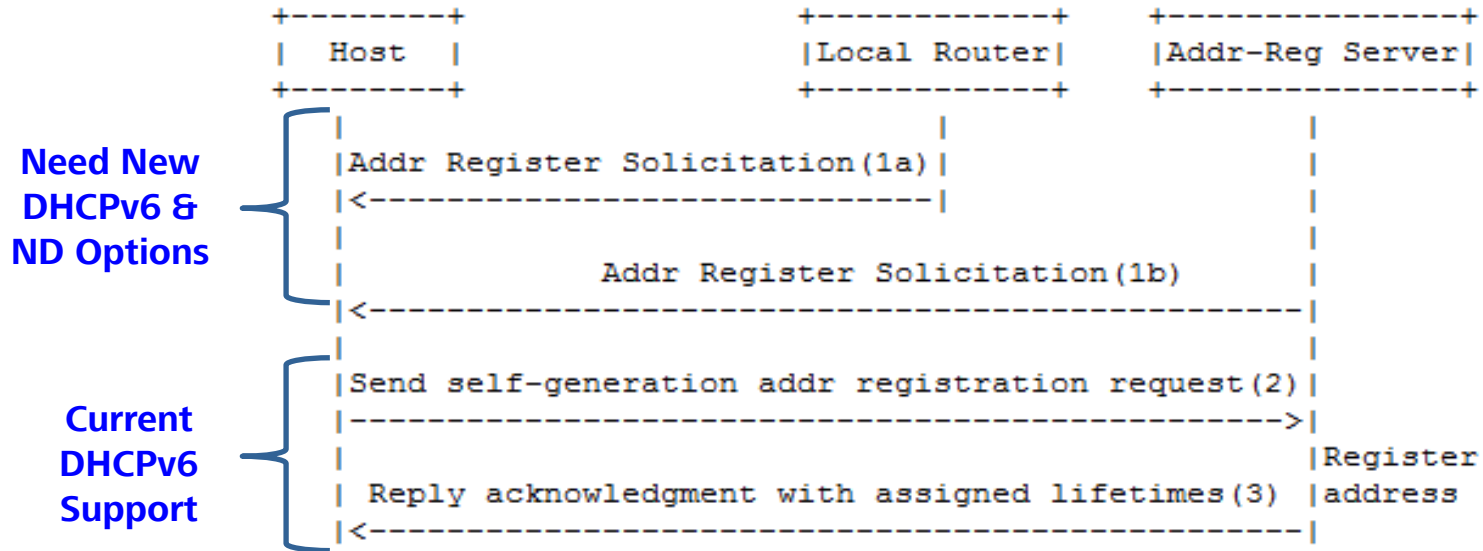 +--------+ +------------+ +---------------+
| Host | |Local Router| |Addr-Reg Server|
+--------+ +------------+ +---------------+
Need New
DHCPv6 &
ND Options
| | |
|Addr Register Solicitation(1a)| |
|<-----------------------------| |
| |
| Addr Register Solicitation(1b) |
|<--------------------------------------------------|
Current
DHCPv6
Support
| |
|Send self-generation addr registration request(2)|
|-------------------------------------------------->|
| |Register
| Reply acknowledgment with assigned lifetimes(3) |address
|<--------------------------------------------------|